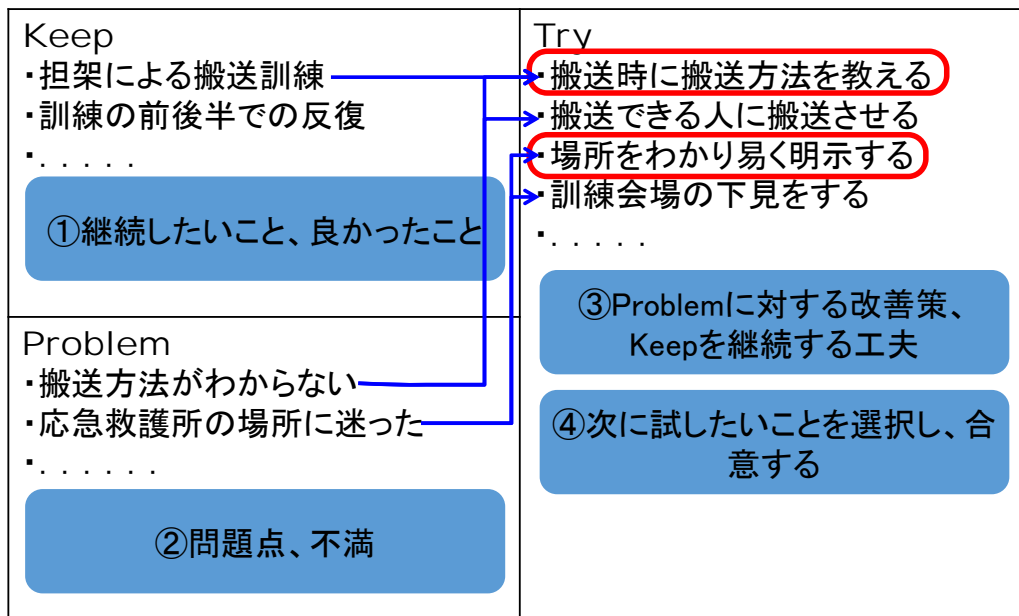 Keep
・担架による搬送訓練
・訓練の前後半での反復
・. . . . .
①継続したいこと、良かったこと
Problem
・搬送方法がわからない
・応急救護所の場所に迷った
・. . . . . .
②問題点、不満
Try
・搬送時に搬送方法を教える
・搬送できる人に搬送させる
・場所をわかり易く明示する
・訓練会場の下見をする
・. . . . .
③Problemに対する改善策、
Keepを継続する工夫
④次に試したいことを選択し、合
意する